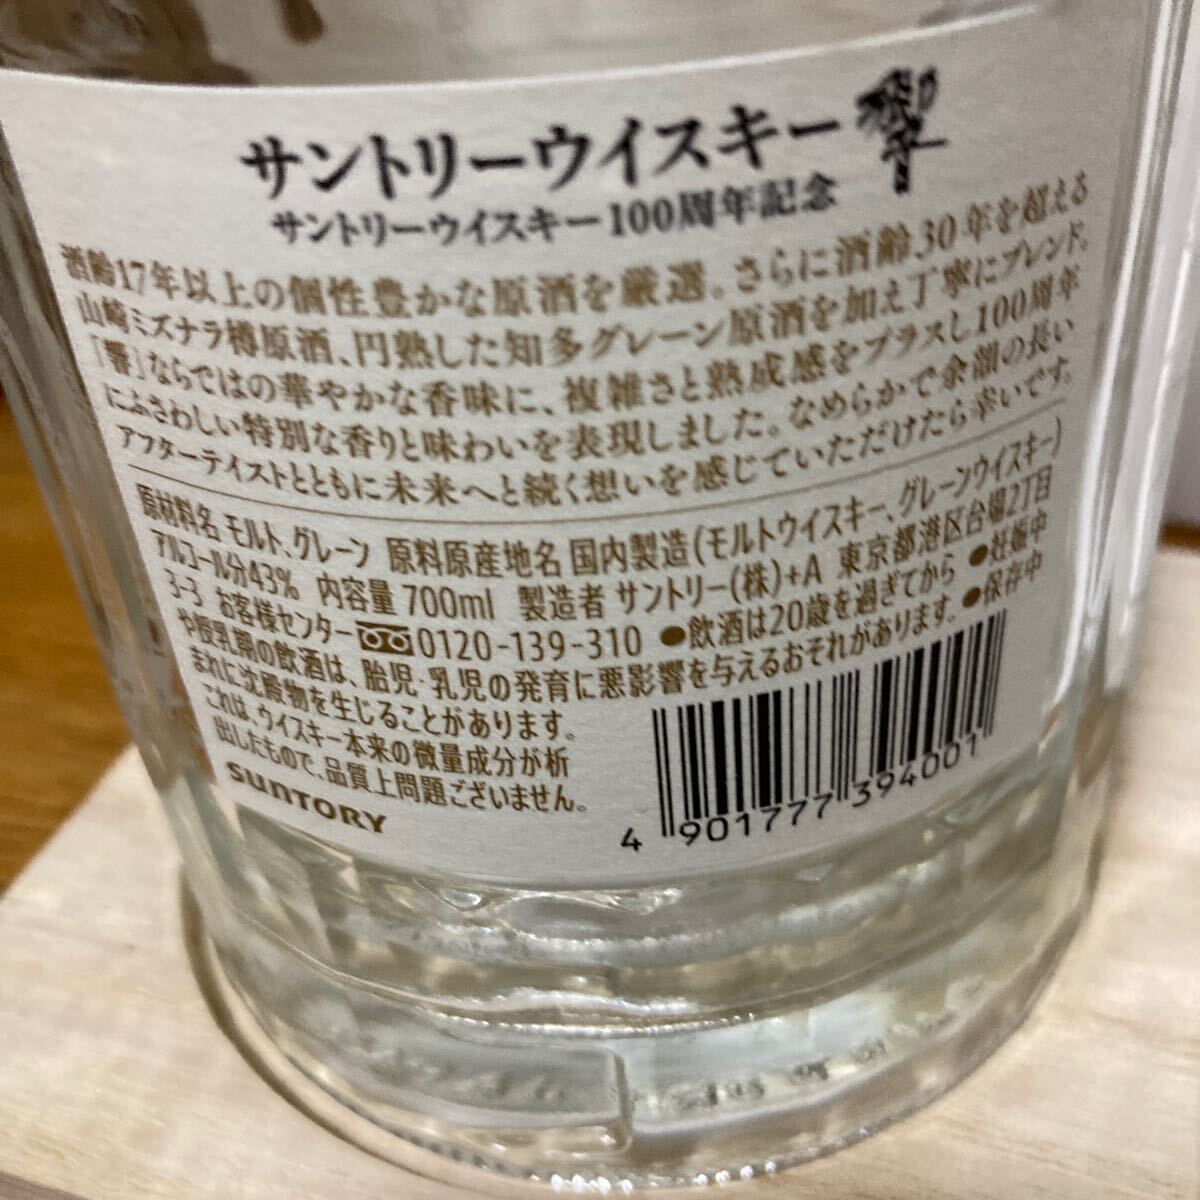 サントリーウイスキー響
サントリーウイスキー100周年記念
酒齢17年以上の個性豊かな原酒を厳選。さらに酒齢30年を超える
山崎ミズナラ樽原酒、円熟した知多グレーン原酒を加え丁寧にブレンド。
「響」ならではの華やかな香味に、複雑さと熟成感をプラスし100周年
にふさわしい特別な香りと味わいを表現しました。なめらかで余韻の長い
アフターテイストとともに未来へと続く想いを感じていただけたら幸いです。
原材料名 モルト、グレーン 原料原産地名 国内製造(モルトウイスキー、グレーンウイスキー)
アルコール分43% 内容量 700ml 製造者 サントリー(株)+A 東京都港区台場2丁目
3-3 お客様センター 0120-139-310 ●飲酒は20歳を過ぎてから ●妊娠中
や授乳期の飲酒は、胎児・乳児の発育に悪影響を与えるおそれがあります。●保存中
まれに沈殿物を生じることがあります。
これは、ウイスキー本来の微量成分が析
出したもので、品質上問題ございません。
SUNTORY
4 901777 394001